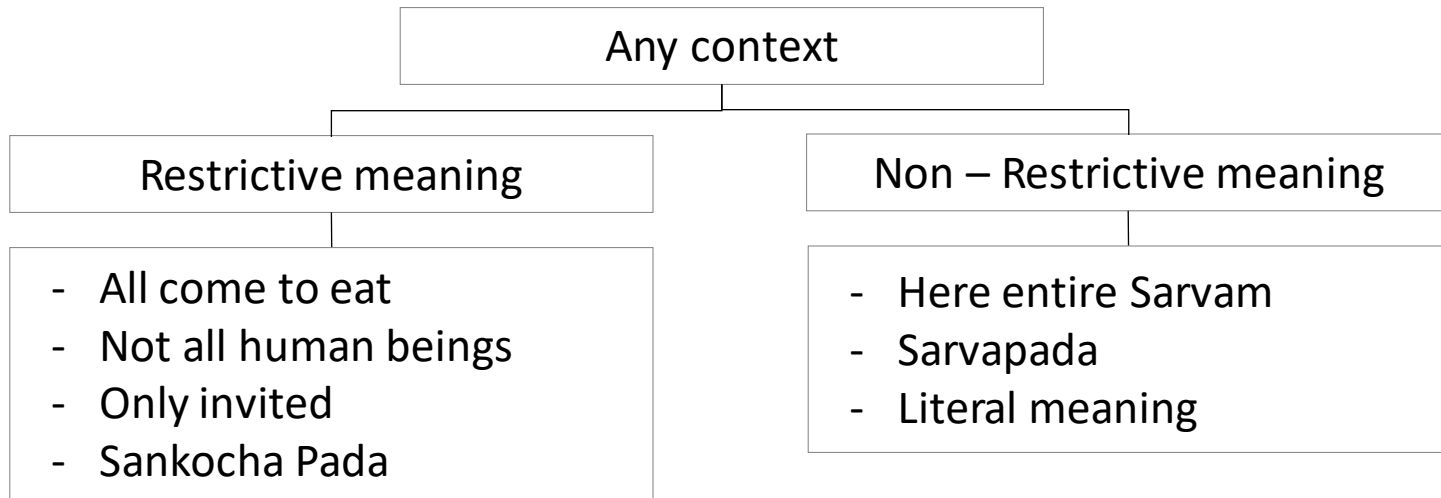 Any context
Restrictive meaning
- All come to eat
- Not all human beings
- Only invited
- Sankocha Pada
Non – Restrictive meaning
- Here entire Sarvam
- Sarvapada
- Literal meaning